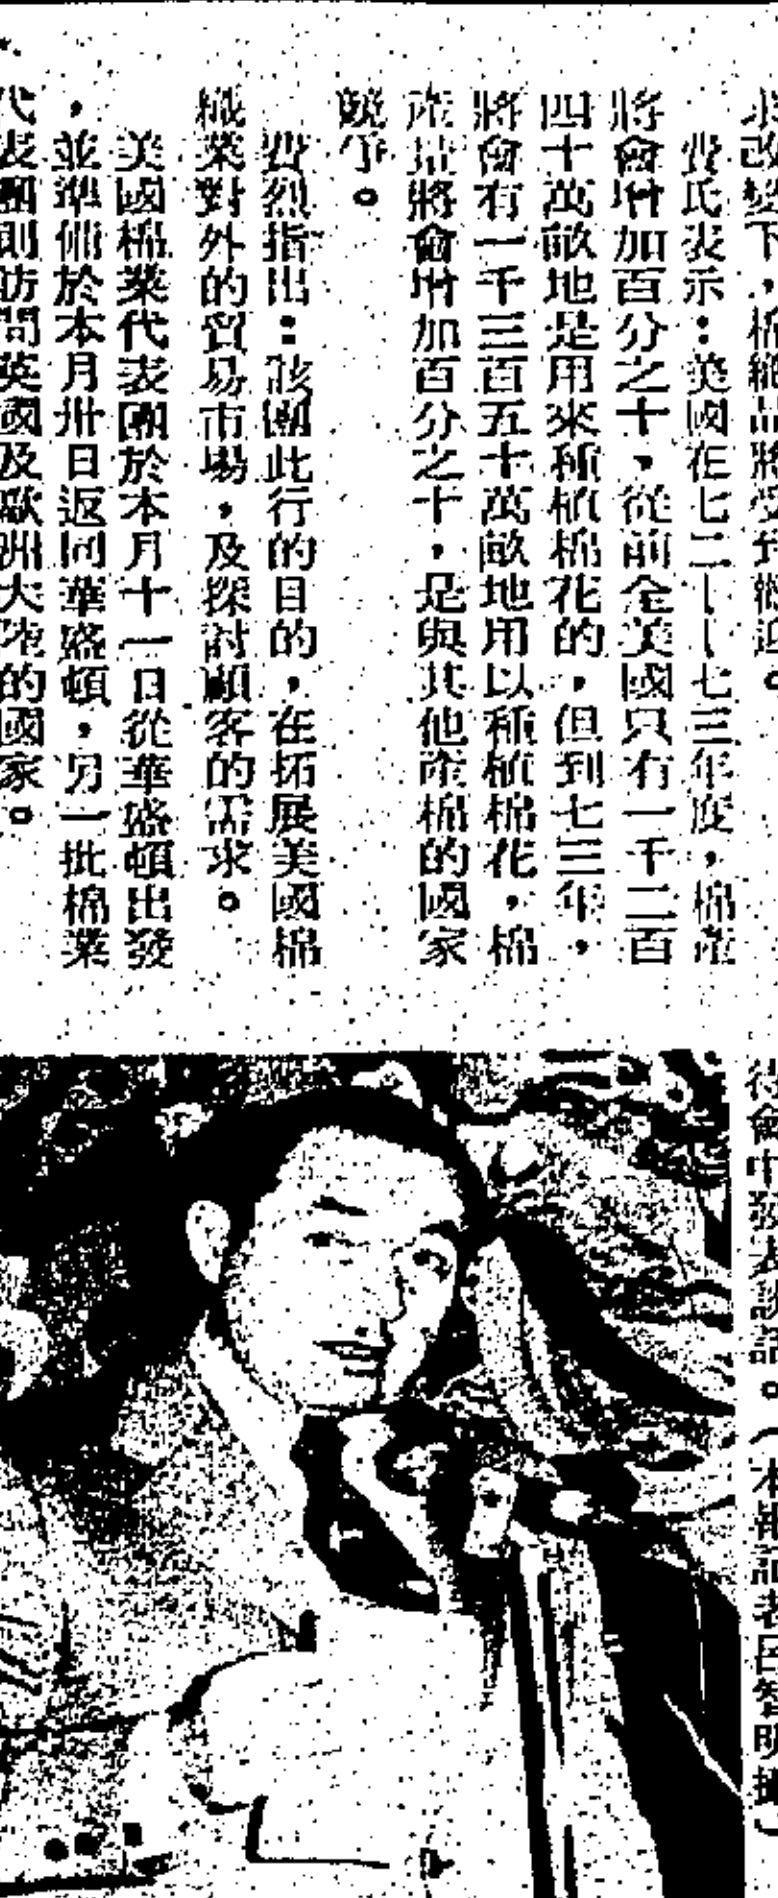 求改變下，棉織品將受到歡迎。
費氏表示：美國在七二——七三年度，棉產
將會增加百分之十，從前全美國只有一千二百
四十萬畝地是用來種植棉花的，但到七三年，
將會有一千三百五十萬畝地用以種植棉花，棉
產量將會增加百分之十，是與其他產棉的國家
競爭。
費烈指出：該團此行的目的，在拓展美國棉
織業對外的貿易市場，及探討顧客的需求。
美國棉業代表團於本月十一日從華盛頓出發
，並準備於本月卅日返回華盛頓，另一批棉業
代表團則訪問英國及歐洲大陸的國家。
待會中發表談話。（本報記者呂智明攝）